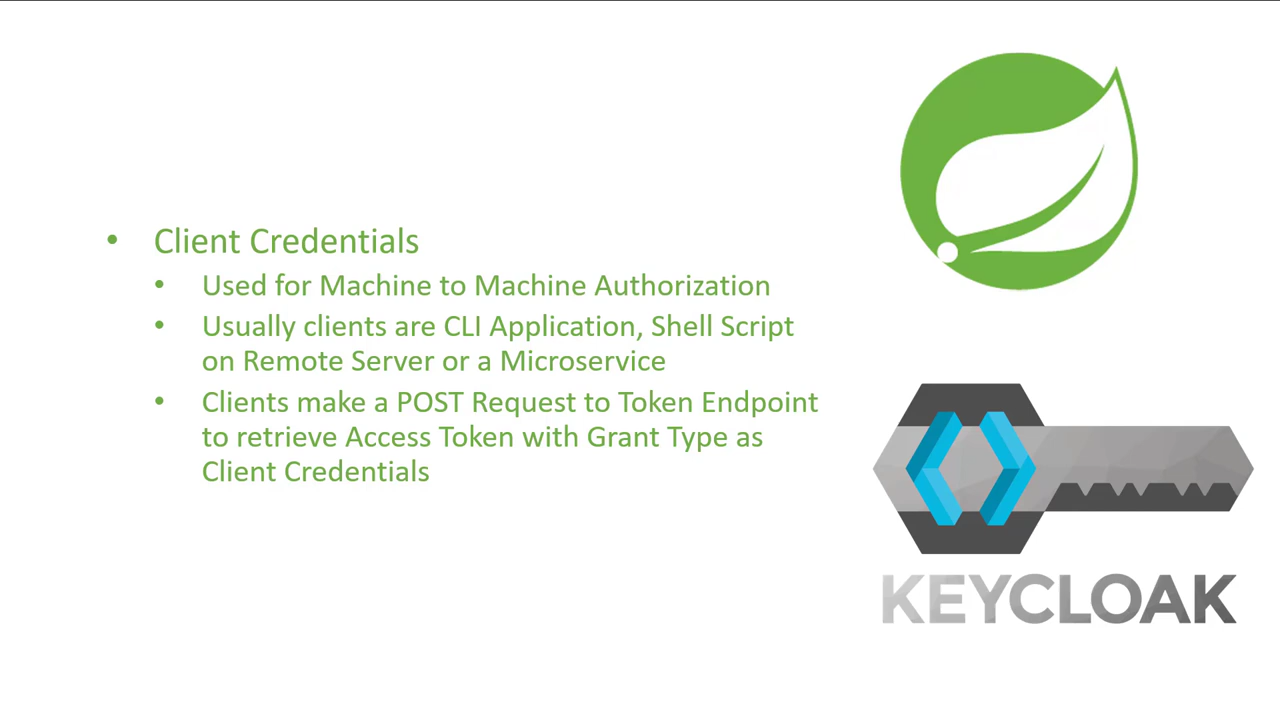 • Client Credentials
• Used for Machine to Machine Authorization
• Usually clients are CLI Application, Shell Script
on Remote Server or a Microservice
• Clients make a POST Request to Token Endpoint
to retrieve Access Token with Grant Type as
Client Credentials
KEYCLOAK